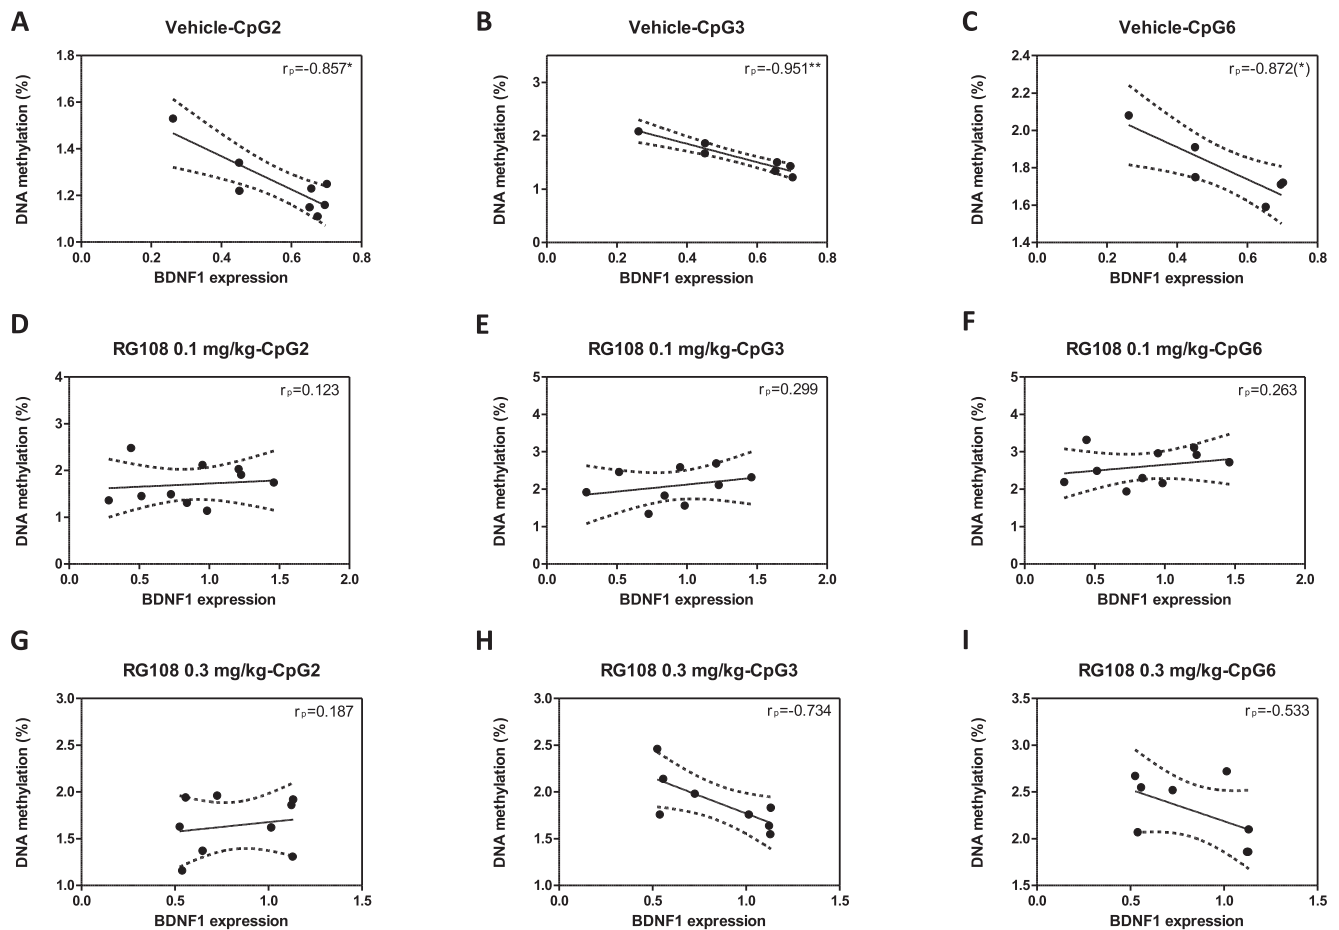 A Vehicle-CpG2
DNA methylation (%)
1.8
1.6
1.4
1.2
1.0
rₚ=-0.857*
0.0 0.2 0.4 0.6 0.8
BDNF1 expression
B Vehicle-CpG3
DNA methylation (%)
3
2
1
0
rₚ=-0.951**
0.0 0.2 0.4 0.6 0.8
BDNF1 expression
C Vehicle-CpG6
DNA methylation (%)
2.4
2.2
2.0
1.8
1.6
1.4
rₚ=-0.872(*)
0.0 0.2 0.4 0.6 0.8
BDNF1 expression
D RG108 0.1 mg/kg-CpG2
DNA methylation (%)
4
3
2
1
0
rₚ=0.123
0.0 0.5 1.0 1.5 2.0
BDNF1 expression
E RG108 0.1 mg/kg-CpG3
DNA methylation (%)
5
4
3
2
1
0
rₚ=0.299
0.0 0.5 1.0 1.5 2.0
BDNF1 expression
F RG108 0.1 mg/kg-CpG6
DNA methylation (%)
5
4
3
2
1
0
rₚ=0.263
0.0 0.5 1.0 1.5 2.0
BDNF1 expression
G RG108 0.3 mg/kg-CpG2
DNA methylation (%)
3.0
2.5
2.0
1.5
1.0
rₚ=0.187
0.0 0.5 1.0 1.5
BDNF1 expression
H RG108 0.3 mg/kg-CpG3
DNA methylation (%)
3.0
2.5
2.0
1.5
1.0
rₚ=-0.734
0.0 0.5 1.0 1.5
BDNF1 expression
I RG108 0.3 mg/kg-CpG6
DNA methylation (%)
3.5
3.0
2.5
2.0
1.5
rₚ=-0.533
0.0 0.5 1.0 1.5
BDNF1 expression